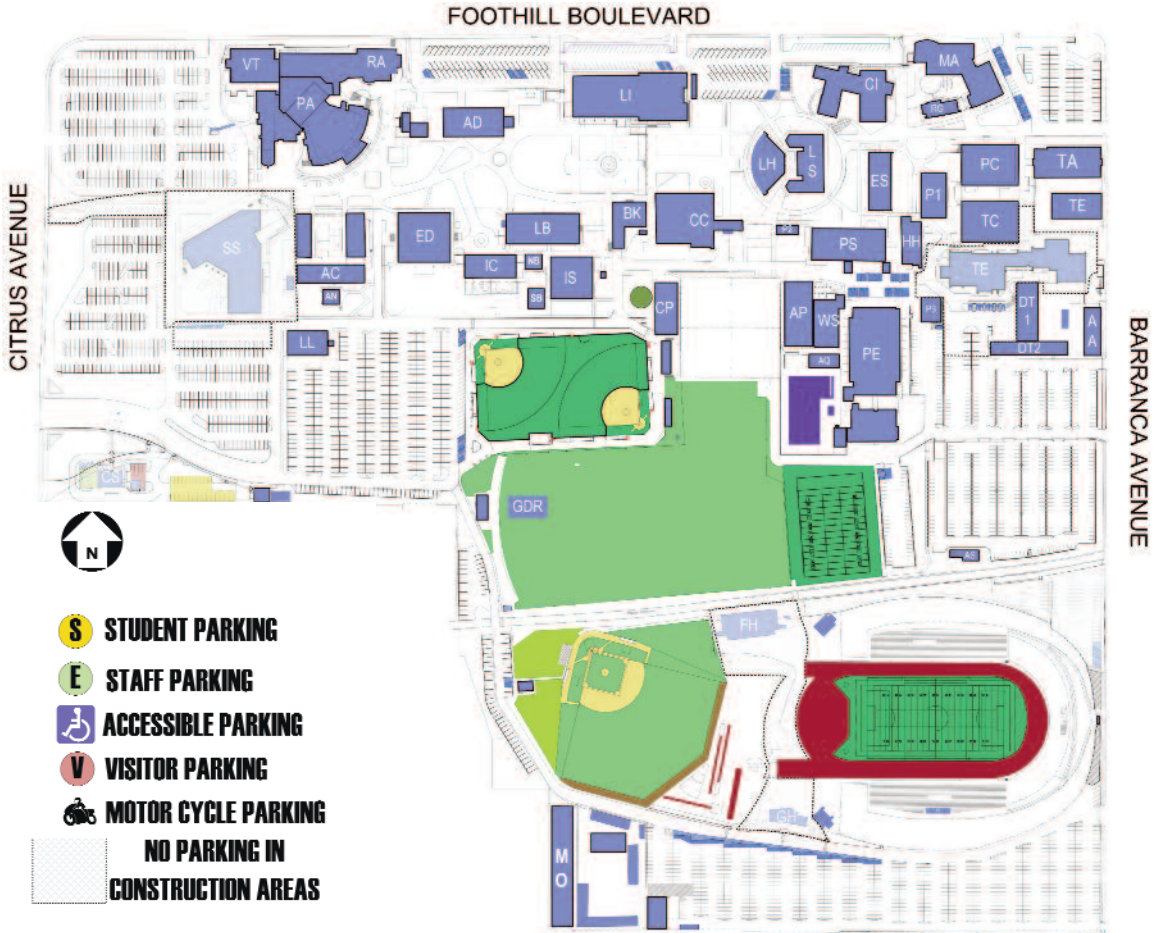 FOOTHILL BOULEVARD
VT
RA
PA
AD
LI
CI
MA
LH
L
S
ES
PC
TA
P1
TE
TC
CITRUS AVENUE
SS
ED
LB
BK
CC
PS
HH
TE
AC
AN
IC
IS
SB
CP
AP
WS
PE
DT
1
DT2
A
A
LL
AQ
BARRANCA AVENUE
CSI
GDR
AS
N
FH
GH
M
O
S STUDENT PARKING
E STAFF PARKING
ACCESSIBLE PARKING
V VISITOR PARKING
MOTOR CYCLE PARKING
NO PARKING IN
CONSTRUCTION AREAS